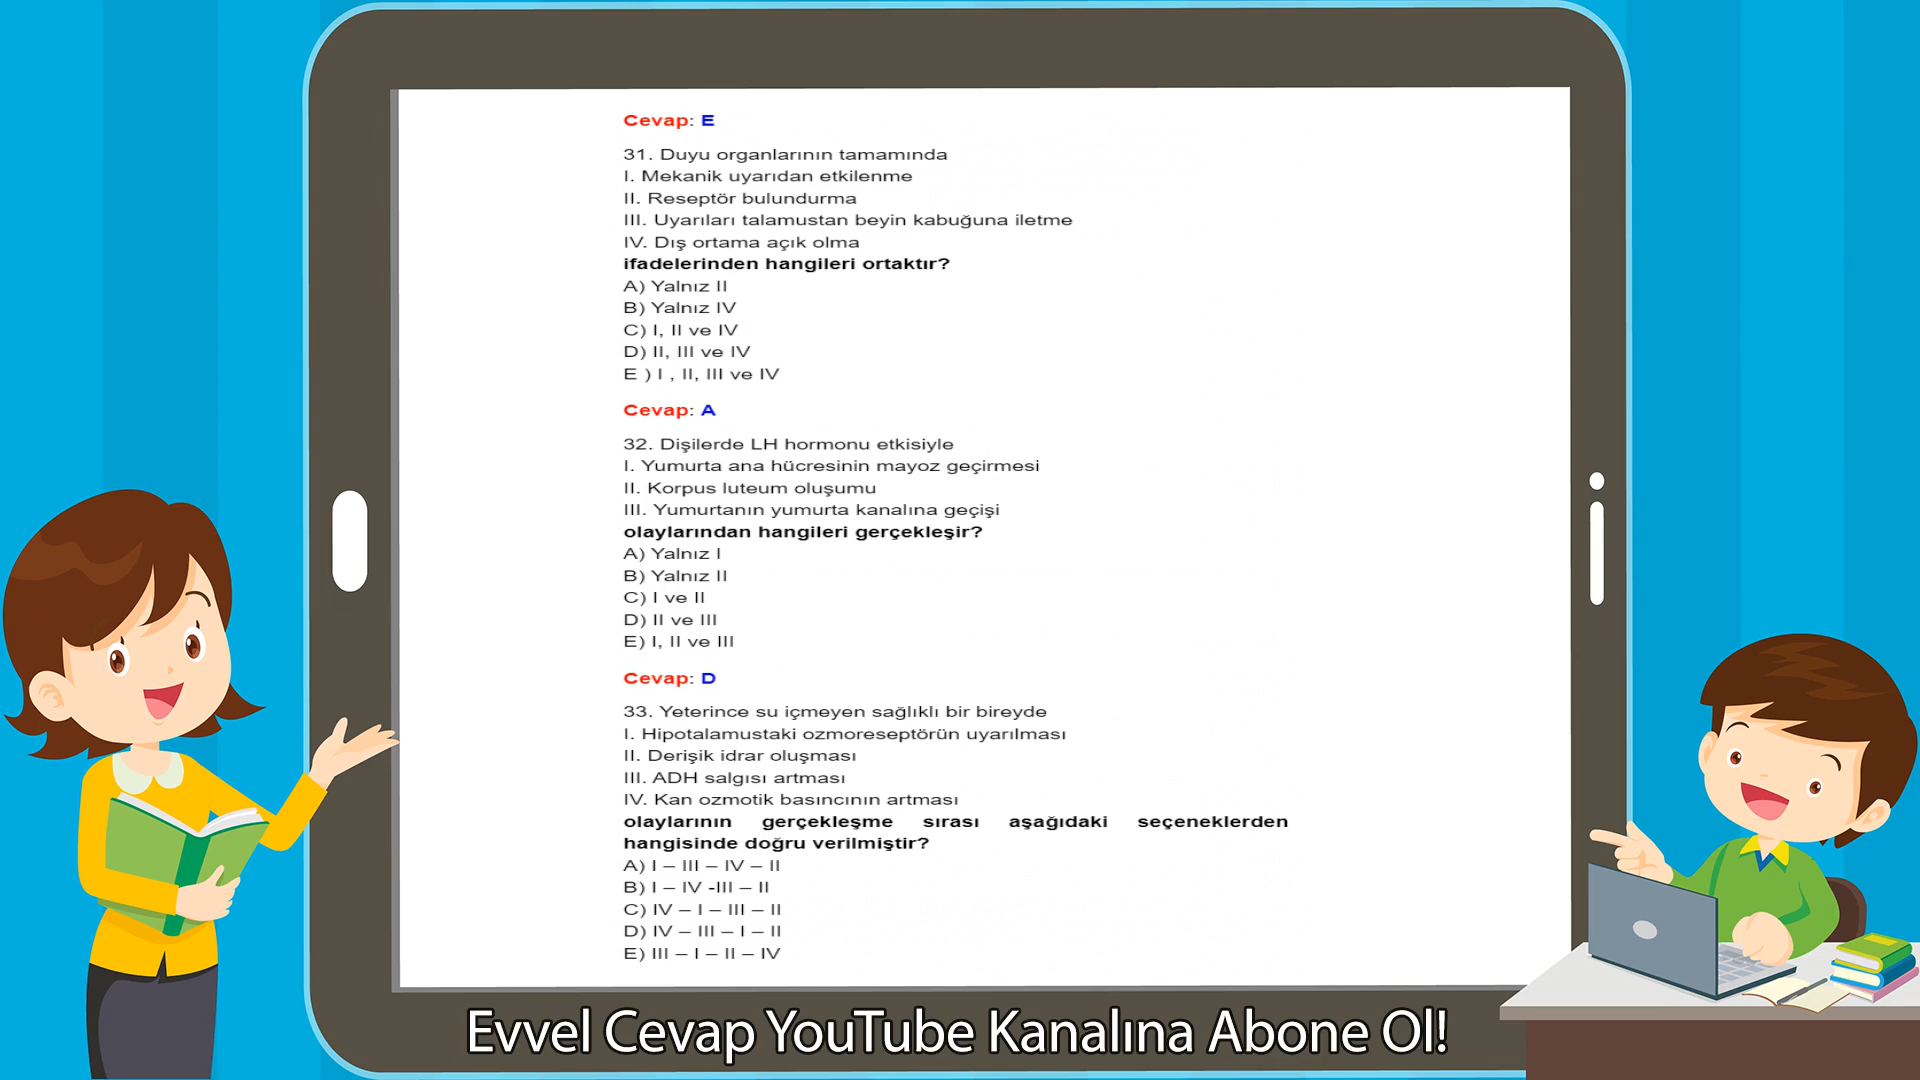 Cevap: E
31. Duyu organlarının tamamında
I. Mekanik uyarıdan etkilenme
II. Reseptör bulundurma
III. Uyarıları talamustan beyin kabuğuna iletme
IV. Dış ortama açık olma
ifadelerinden hangileri ortaktır?
A) Yalnız II
B) Yalnız IV
C) I, II ve IV
D) II, III ve IV
E ) I , II, III ve IV
Cevap: A
32. Dişilerde LH hormonu etkisiyle
I. Yumurta ana hücresinin mayoz geçirmesi
II. Korpus luteum oluşumu
III. Yumurtanın yumurta kanalına geçişi
olaylarından hangileri gerçekleşir?
A) Yalnız I
B) Yalnız II
C) I ve II
D) II ve III
E) I, II ve III
Cevap: D
33. Yeterince su içmeyen sağlıklı bir bireyde
I. Hipotalamustaki ozmoreseptörün uyarılması
II. Derişik idrar oluşması
III. ADH salgısı artması
IV. Kan ozmotik basıncının artması
olaylarının gerçekleşme sırası aşağıdaki seçeneklerden
hangisinde doğru verilmiştir?
A) I – III – IV – II
B) I – IV -III – II
C) IV – I – III – II
D) IV – III – I – II
E) III – I – II – IV
Evvel Cevap YouTube Kanalına Abone Ol!